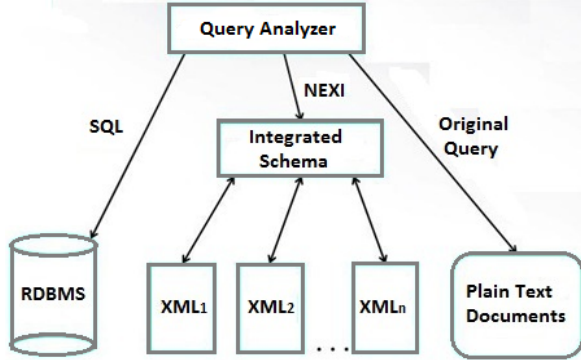 Query Analyzer
NEXI
SQL
Original
Query
Integrated
Schema
RDBMS
XML1
XML2
. . .
XMLn
Plain Text
Documents